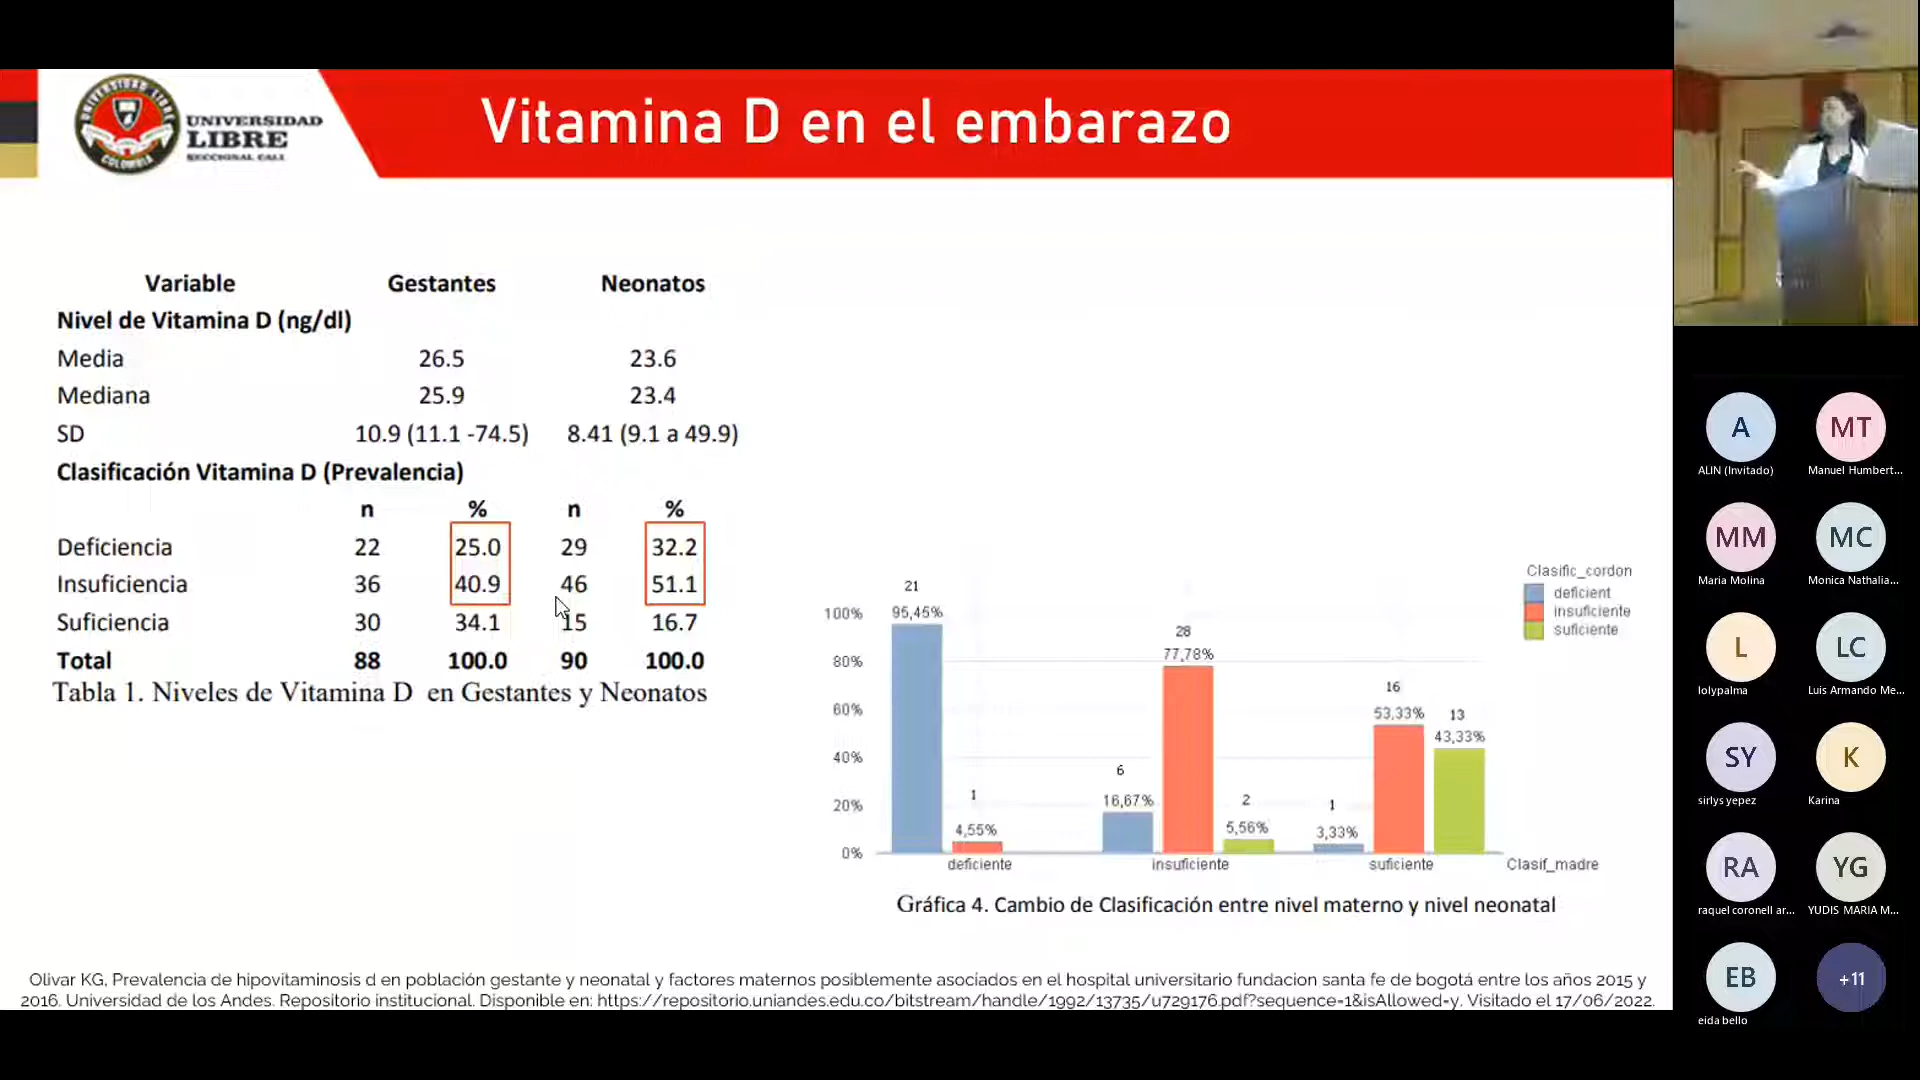 UNIVERSIDAD LIBRE
COLOMBIA
UNIVERSIDAD
LIBRE
SECCIONAL CALI
Vitamina D en el embarazo
Variable Gestantes Neonatos
Nivel de Vitamina D (ng/dl)
Media 26.5 23.6
Mediana 25.9 23.4
SD 10.9 (11.1 -74.5) 8.41 (9.1 a 49.9)
Clasificación Vitamina D (Prevalencia)
n % n %
Deficiencia 22 25.0 29 32.2
Insuficiencia 36 40.9 46 51.1
Suficiencia 30 34.1 15 16.7
Total 88 100.0 90 100.0
Tabla 1. Niveles de Vitamina D en Gestantes y Neonatos
Clasific_cordon
deficient
insuficiente
suficiente
100%
80%
60%
40%
20%
0%
21
95,45%
1
4,55%
6
16,67%
28
77,78%
2
5,56%
1
3,33%
16
53,33%
13
43,33%
deficiente insuficiente suficiente Clasif_madre
Gráfica 4. Cambio de Clasificación entre nivel materno y nivel neonatal
Olivar KG, Prevalencia de hipovitaminosis d en población gestante y neonatal y factores maternos posiblemente asociados en el hospital universitario fundacion santa fe de bogotá entre los años 2015 y
2016. Universidad de los Andes. Repositorio institucional. Disponible en: https://repositorio.uniandes.edu.co/bitstream/handle/1992/13735/u729176.pdf?sequence=1&isAllowed=y. Visitado el 17/06/2022.
A MT
ALIN (Invitado) Manuel Humbert...
MM MC
Maria Molina Monica Nathalia...
L LC
lolypalma Luis Armando Me...
SY K
sirlys yepez Karina
RA YG
raquel coronell ar... YUDIS MARIA M...
EB +11
eida bello